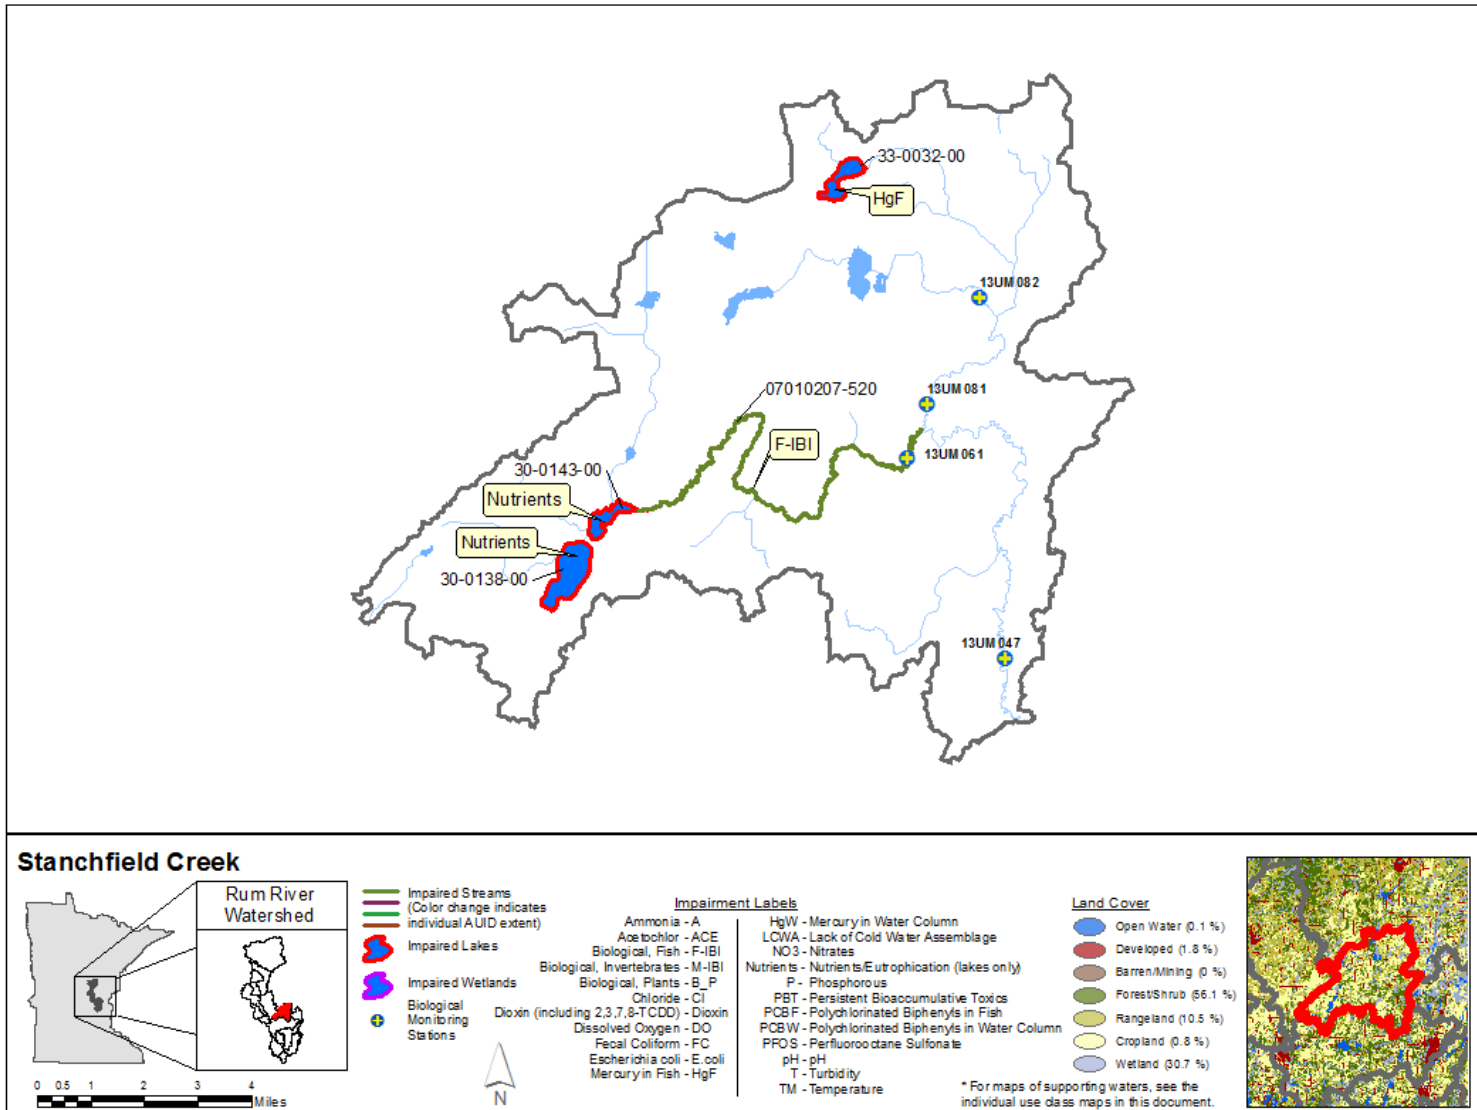 33-0032-00
HgF
13UM 082
13UM 081
07010207-520
F-IBI
13UM 061
30-0143-00
Nutrients
Nutrients
30-0138-00
13UM 047
Stanchfield Creek
Rum River
Watershed
0 0.5 1 2 3 4
Miles
Impaired Streams
(Color change indicates
individual AUID extent)
Impaired Lakes
Impaired Wetlands
Biological
Monitoring
Stations
N
Impairment Labels
Ammonia - A
Acetochlor - ACE
Biological, Fish - F-IBI
Biological, Invertebrates - M-IBI
Biological, Plants - B_P
Chloride - Cl
Dioxin (including 2,3,7,8-TCDD) - Dioxin
Dissolved Oxygen - DO
Fecal Coliform - FC
Escherichia coli - E.coli
Mercury in Fish - HgF
HgW - Mercury in Water Column
LCWA - Lack of Cold Water Assemblage
NO3 - Nitrates
Nutrients - Nutrients/Eutrophication (lakes only)
P - Phosphorous
PBT - Persistent Bioaccumulative Toxics
PCBF - Polychlorinated Biphenyls in Fish
PCBW - Polychlorinated Biphenyls in Water Column
PFOS - Perfluorooctane Sulfonate
pH - pH
T - Turbidity
TM - Temperature
Land Cover
Open Water (0.1 %)
Developed (1.8 %)
Barren/Mining (0 %)
Forest/Shrub (56.1 %)
Rangeland (10.5 %)
Cropland (0.8 %)
Wetland (30.7 %)
* For maps of supporting waters, see the
individual use class maps in this document.